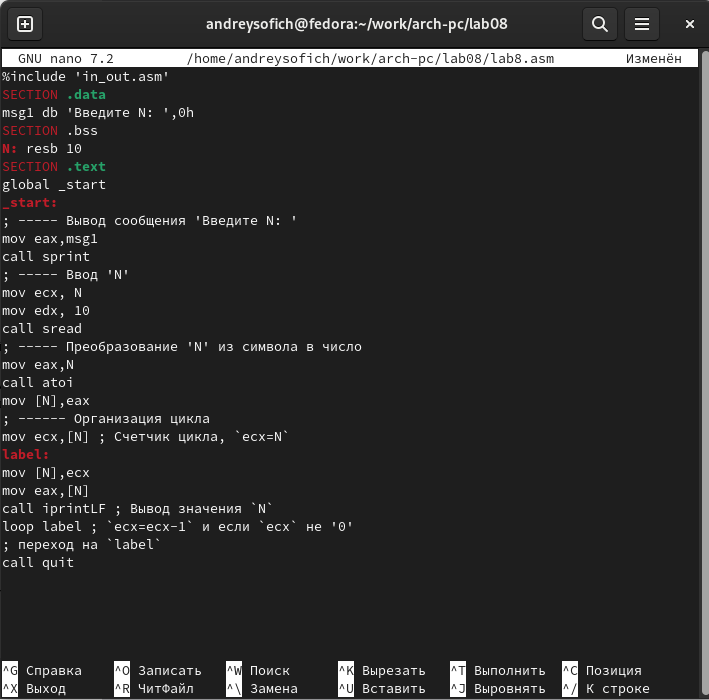 andreysofich@fedora:~/work/arch-pc/lab08
GNU nano 7.2 /home/andreysofich/work/arch-pc/lab08/lab8.asm Изменён
%include 'in_out.asm'
SECTION .data
msg1 db 'Введите N: ',0h
SECTION .bss
N: resb 10
SECTION .text
global _start
_start:
; ----- Вывод сообщения 'Введите N: '
mov eax,msg1
call sprint
; ----- Ввод 'N'
mov ecx, N
mov edx, 10
call sread
; ----- Преобразование 'N' из символа в число
mov eax,N
call atoi
mov [N],eax
; ------ Организация цикла
mov ecx,[N] ; Счетчик цикла, `ecx=N`
label:
mov [N],ecx
mov eax,[N]
call iprintLF ; Вывод значения `N`
loop label ; `ecx=ecx-1` и если `ecx` не '0'
; переход на `label`
call quit
^G Справка ^O Записать ^W Поиск ^K Вырезать ^T Выполнить ^C Позиция
^X Выход ^R ЧитФайл ^\ Замена ^U Вставить ^J Выровнять ^/ К строке